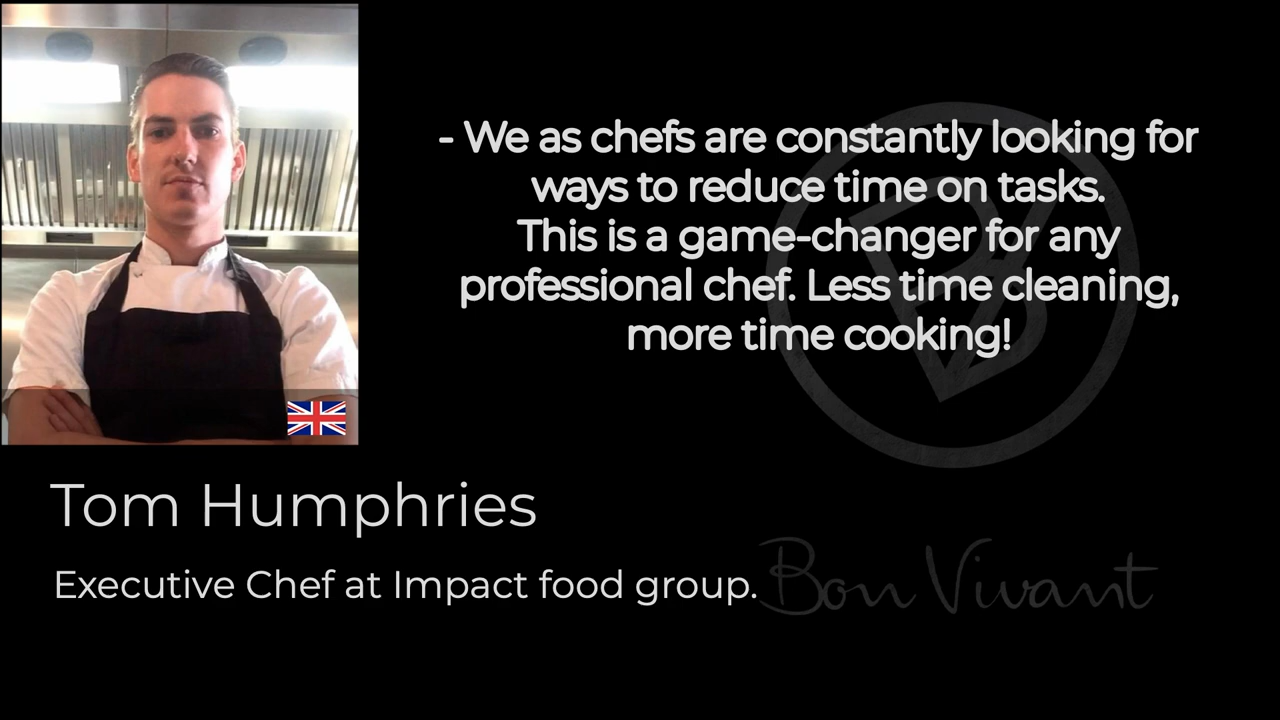 - We as chefs are constantly looking for
ways to reduce time on tasks.
This is a game-changer for any
professional chef. Less time cleaning,
more time cooking!
Tom Humphries
Executive Chef at Impact food group.
Bon Vivant